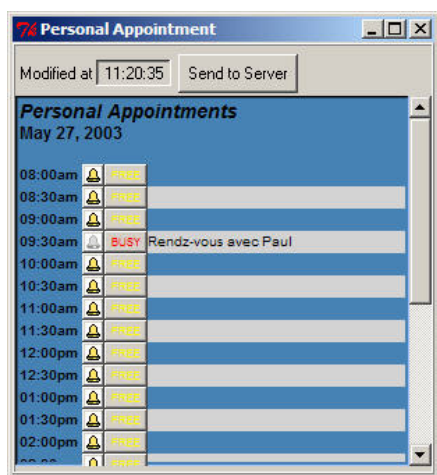 Personal Appointment
Modified at 11:20:35 Send to Server
Personal Appointments
May 27, 2003
08:00am FREE
08:30am FREE
09:00am FREE
09:30am BUSY Rendz-vous avec Paul
10:00am FREE
10:30am FREE
11:00am FREE
11:30am FREE
12:00pm FREE
12:30pm FREE
01:00pm FREE
01:30pm FREE
02:00pm FREE